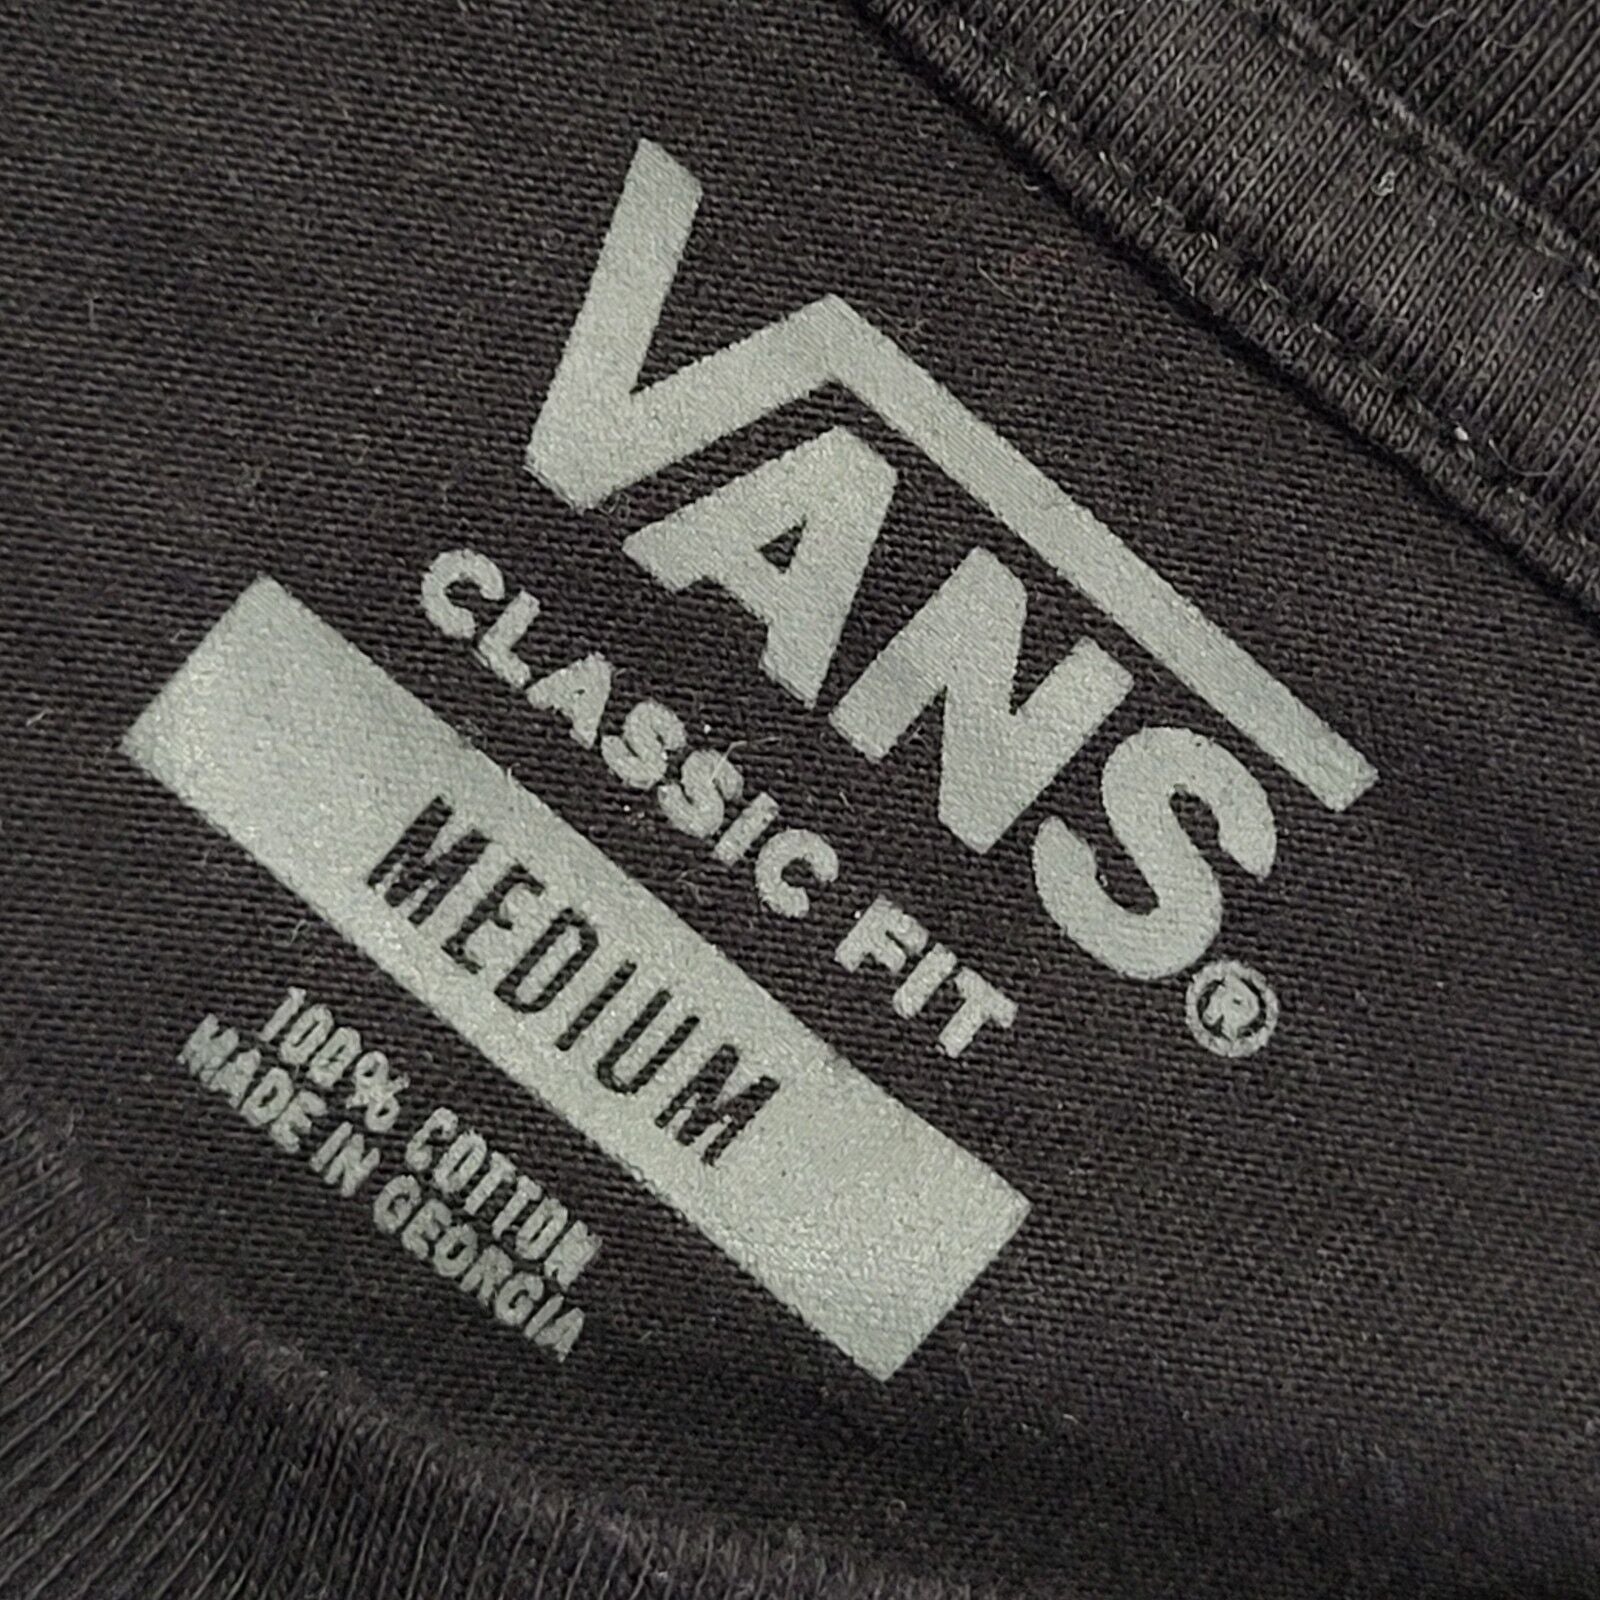 VANS®
CLASSIC FIT
MEDIUM
100% COTTON
MADE IN GEORGIA